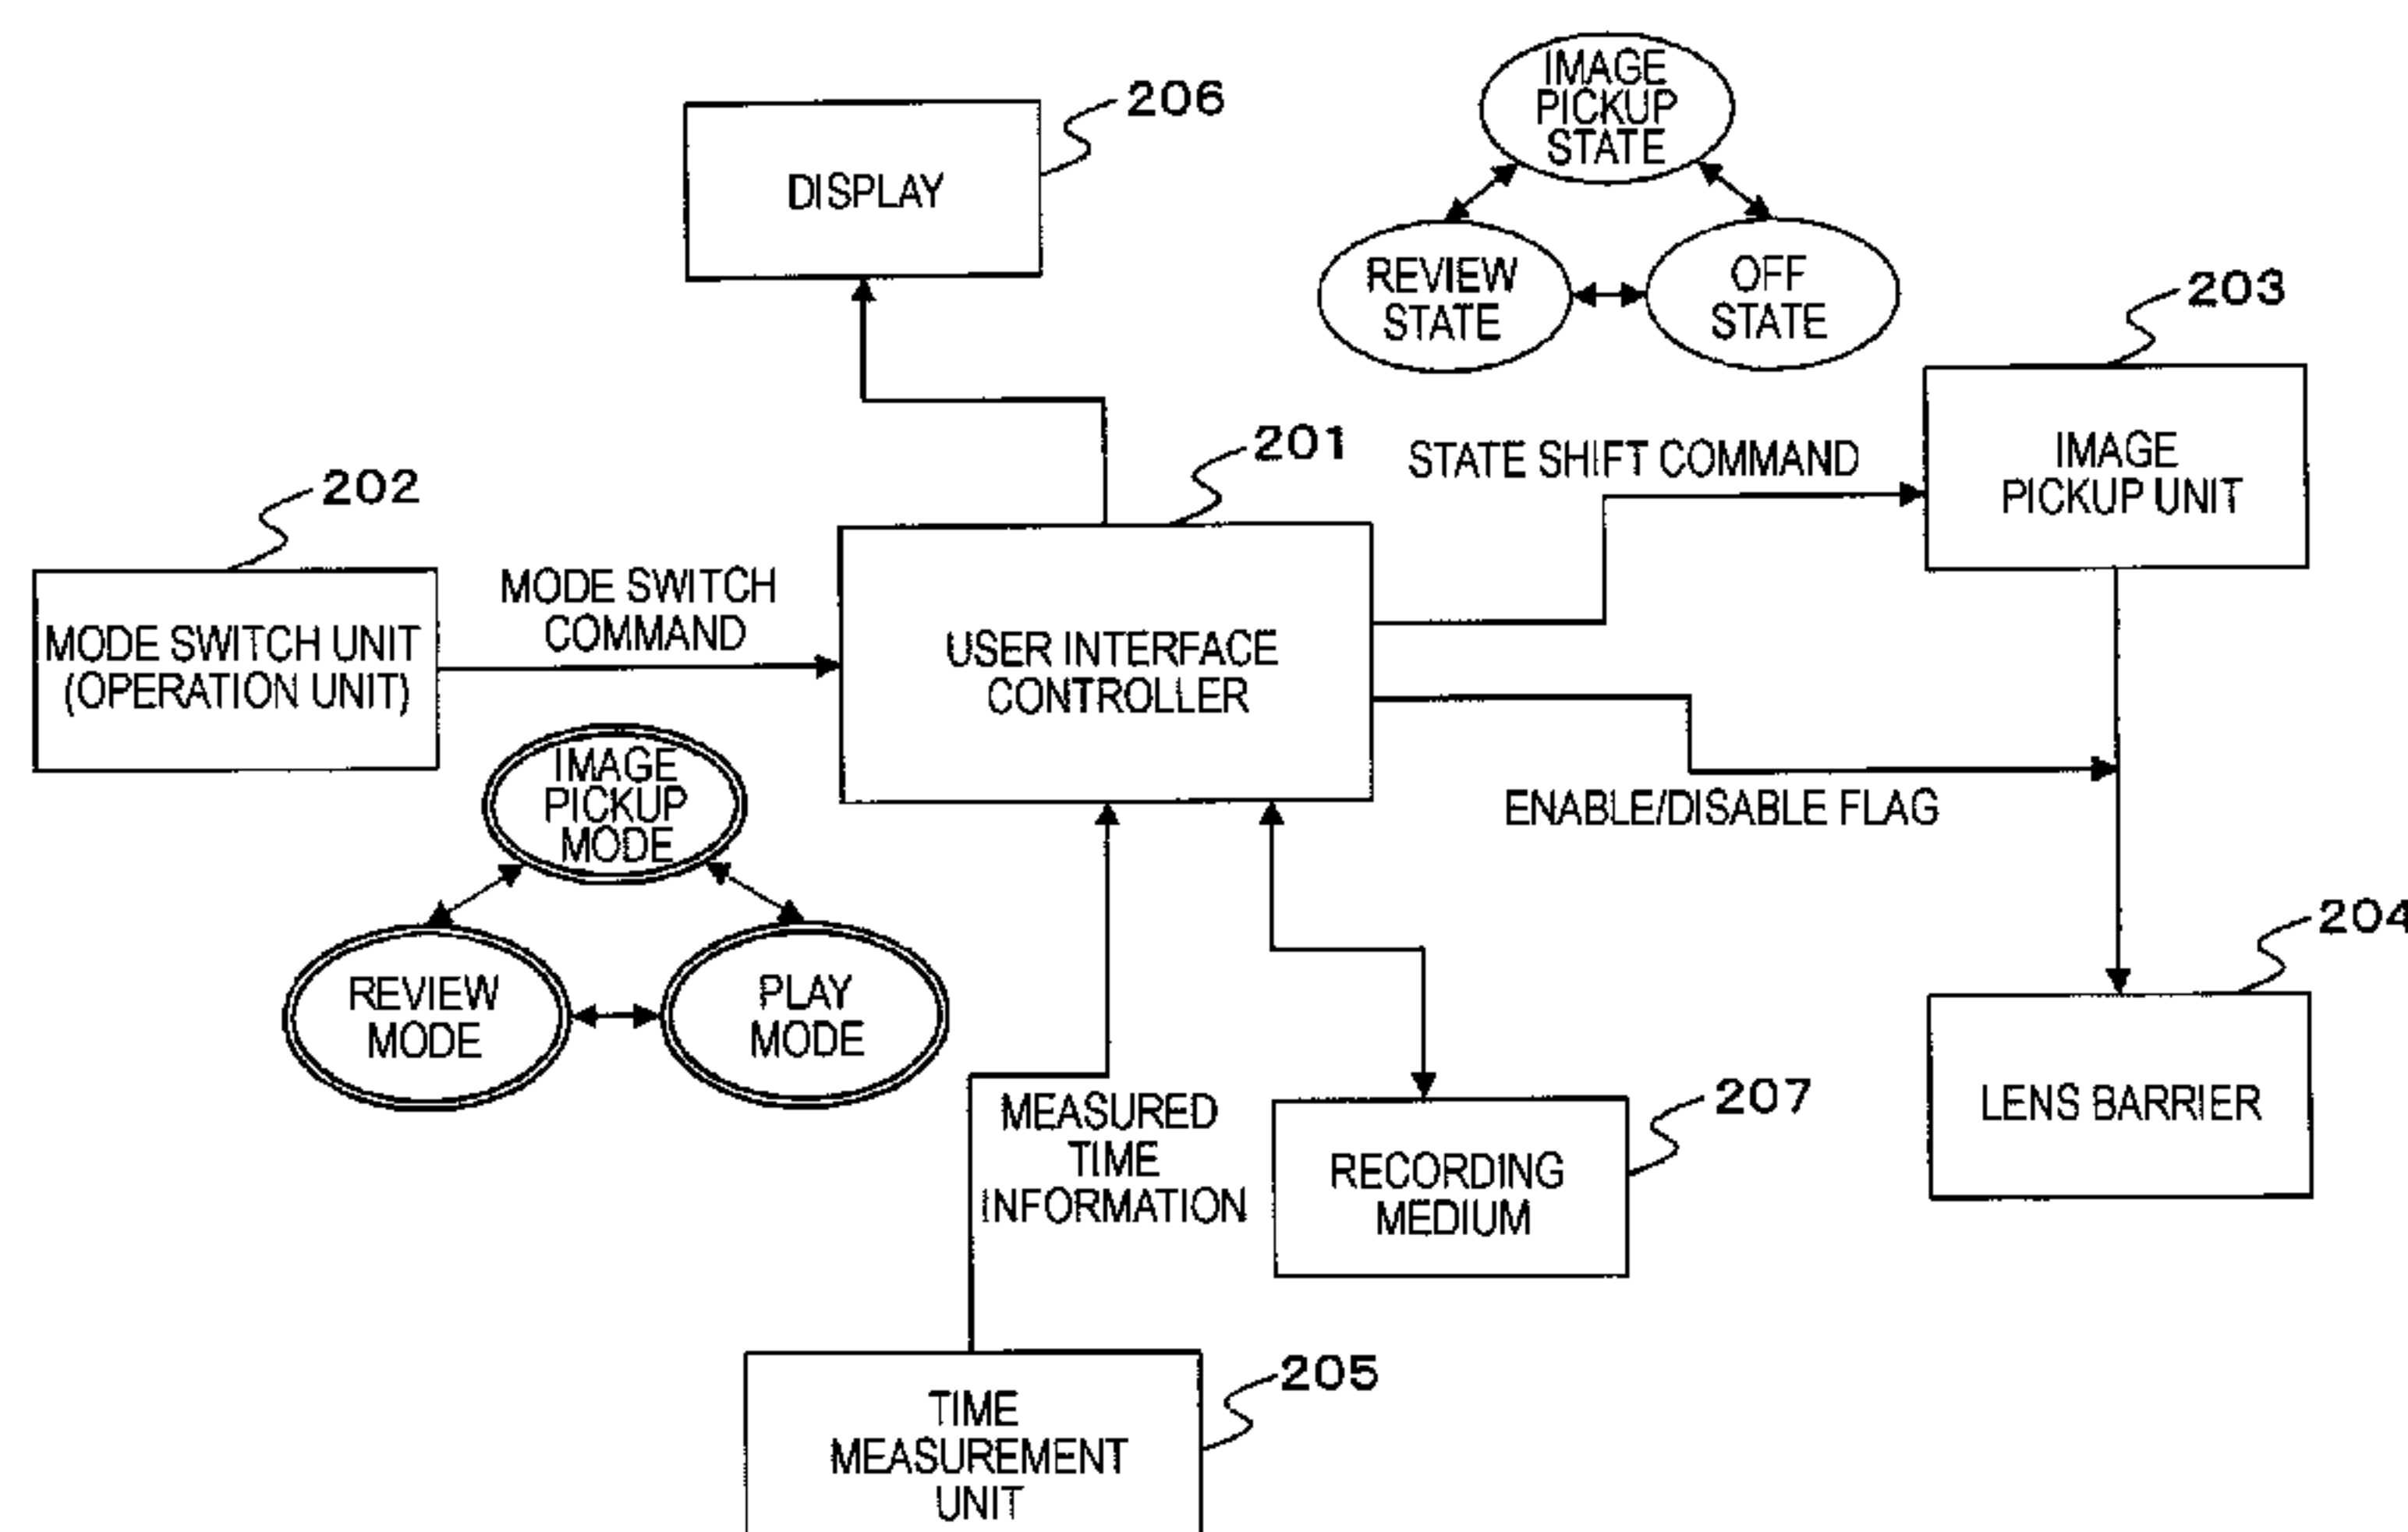 206
DISPLAY
IMAGE
PICKUP
STATE
REVIEW
STATE
OFF
STATE
203
IMAGE
PICKUP UNIT
201
STATE SHIFT COMMAND
202
MODE SWITCH UNIT
(OPERATION UNIT)
MODE SWITCH
COMMAND
USER INTERFACE
CONTROLLER
ENABLE/DISABLE FLAG
IMAGE
PICKUP
MODE
REVIEW
MODE
PLAY
MODE
204
LENS BARRIER
MEASURED
TIME
INFORMATION
207
RECORDING
MEDIUM
205
TIME
MEASUREMENT
UNIT